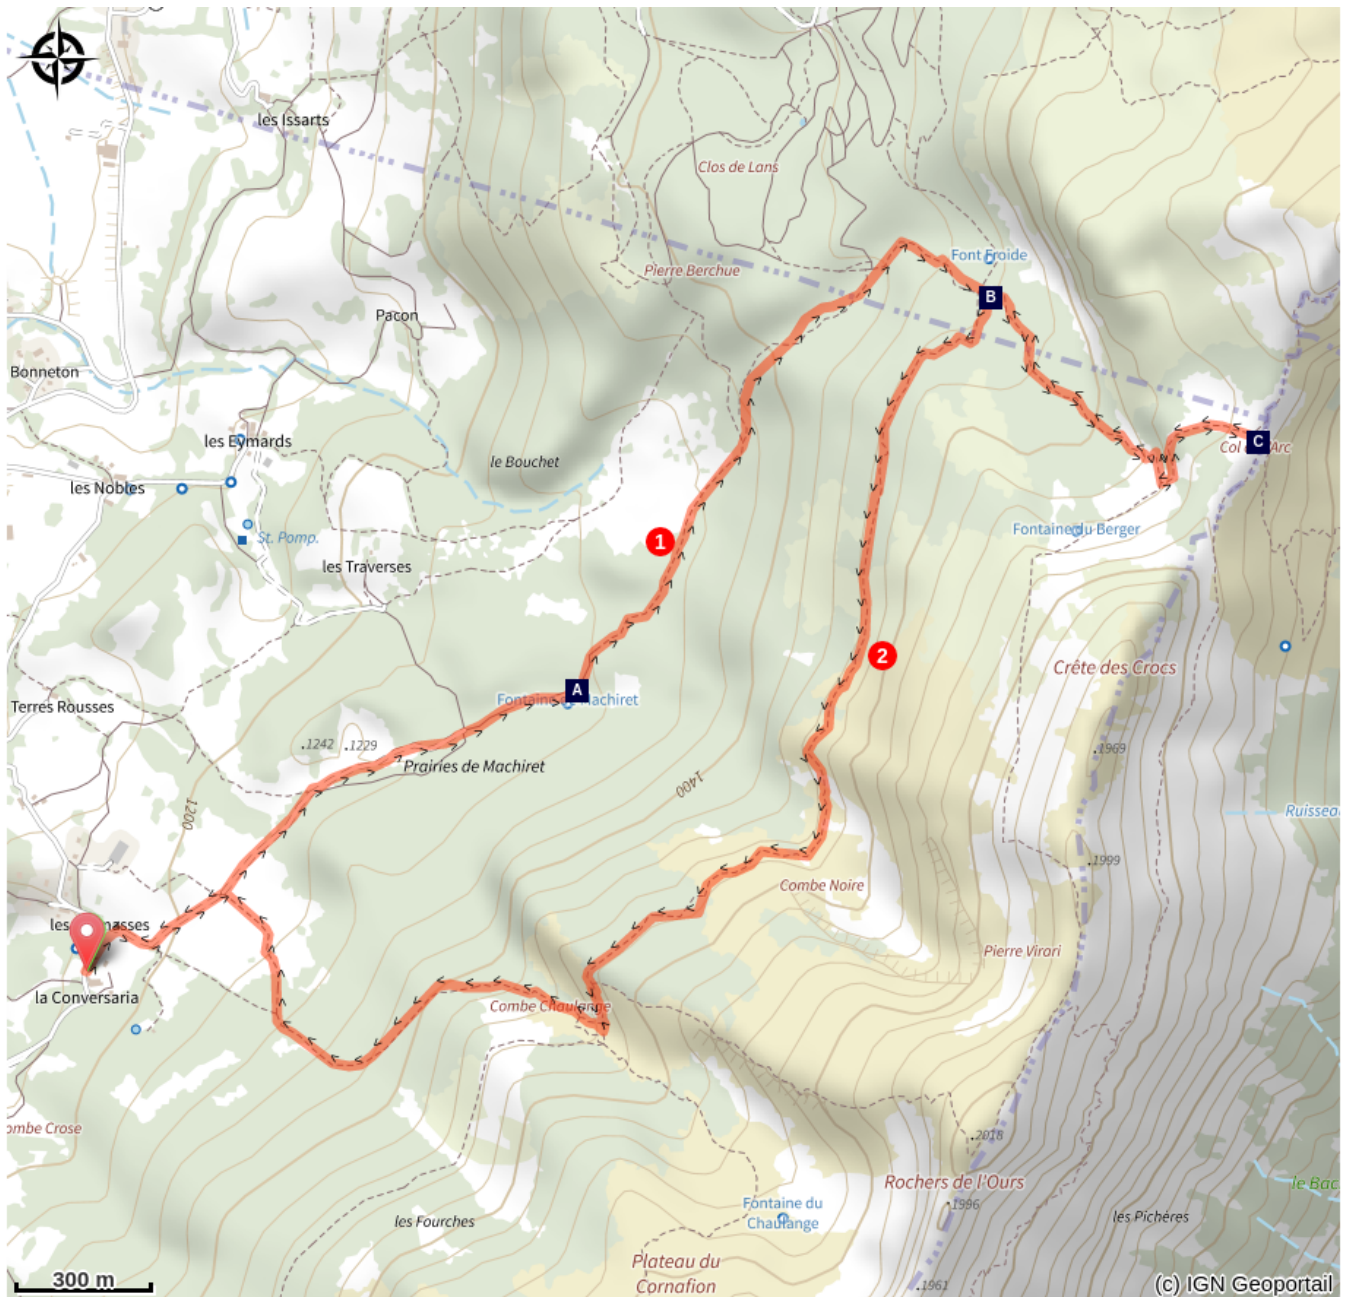 les Issarts
Clos de Lans
Font Froide
Pierre Berchue
B
Pacon
Bonneton
les Eymards
C
Col Arc
le Bouchet
les Nobles
Fontaine du Berger
St. Pomp.
1
les Traverses
2
Crête des Crocs
A
Fontaine Machiret
Terres Rousses
1242
1229
1969
Prairies de Machiret
1400
1200
1999
Combe Noire
les
asses
Pierre Virari
la Conversaria
Combe Chaulange
ombe Crose
2018
Rochers de l'Ours
le Bac
1996
Fontaine du
Chaulange
les Fourches
les Pichères
Plateau du
Cornafion
300 m
1961
(c) IGN Geoportail